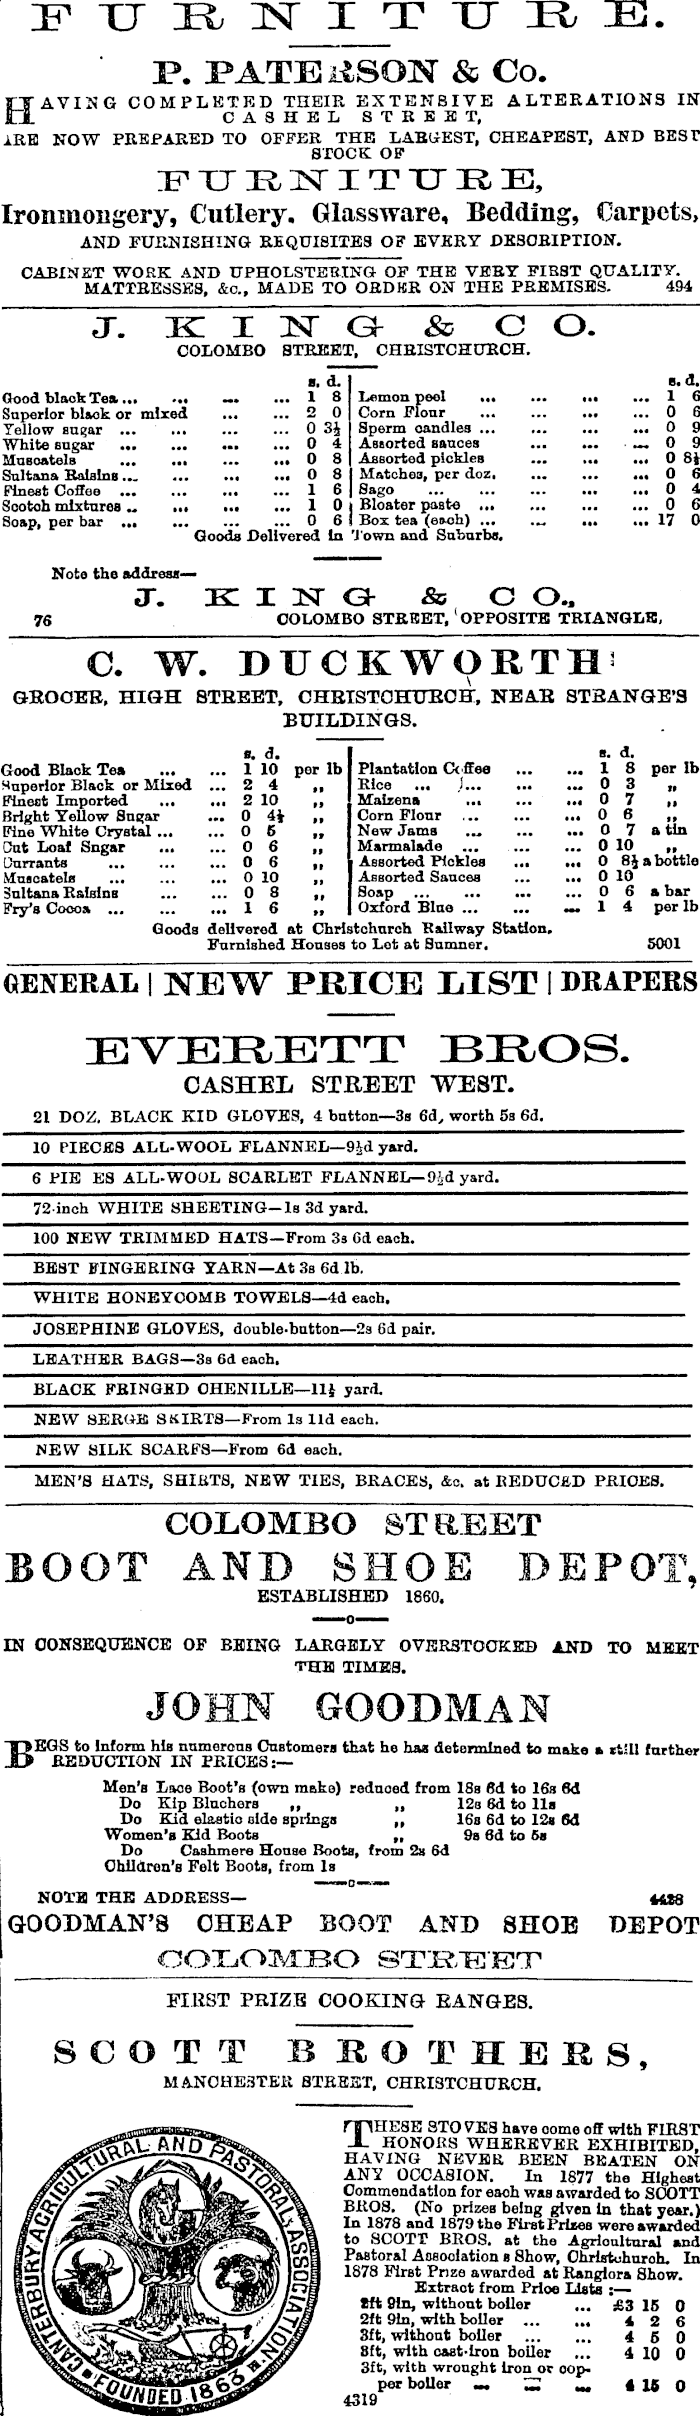 FURNITURE.
P. PATERSON & Co.
HAVING COMPLETED THEIR EXTENSIVE ALTERATIONS IN
CASHEL STREET,
ARE NOW PREPARED TO OFFER THE LARGEST, CHEAPEST, AND BEST
STOCK OF
FURNITURE,
Ironmongery, Cutlery. Glassware, Bedding, Carpets,
AND FURNISHING REQUISITES OF EVERY DESCRIPTION.
CABINET WORK AND UPHOLSTERING OF THE VERY FIRST QUALITY.
MATTRESSES, &c., MADE TO ORDER ON THE PREMISES. 494
J. KING & CO.
COLOMBO STREET, CHRISTCHURCH.
s. d.
Good black Tea ... ... ... ... 1 8
Superior black or mixed ... ... 2 0
Yellow sugar ... ... ... ... 0 3½
White sugar ... ... ... ... 0 4
Muscatels ... ... ... ... 0 8
Sultana Raisins ... ... ... ... 0 8
Finest Coffee ... ... ... ... 1 6
Scotch mixtures .. ... ... ... 1 0
Soap, per bar ... ... ... ... 0 6
s. d.
Lemon peel ... ... ... ... 1 6
Corn Flour ... ... ... ... 0 6
Sperm candles ... ... ... ... 0 9
Assorted sauces ... ... ... 0 9
Assorted pickles ... ... ... 0 8½
Matches, per doz. ... ... ... 0 6
Sago ... ... ... ... ... 0 4
Bloater paste ... ... ... ... 0 6
Box tea (each) ... ... ... ... 17 0
Goods Delivered in Town and Suburbs.
Note the address—
J. KING & CO.,
76 COLOMBO STREET, OPPOSITE TRIANGLE,
C. W. DUCKWORTH
GROCER, HIGH STREET, CHRISTCHURCH, NEAR STRANGE'S
BUILDINGS.
s. d.
Good Black Tea ... ... 1 10 per lb
Superior Black or Mixed ... 2 4 ,,
Finest Imported ... ... 2 10 ,,
Bright Yellow Sugar ... 0 4½ ,,
Fine White Crystal ... ... 0 5 ,,
Cut Loaf Sugar ... ... 0 6 ,,
Currants ... ... ... 0 6 ,,
Muscatels ... ... ... 0 10 ,,
Sultana Raisins ... ... 0 8 ,,
Fry's Cocoa ... ... ... 1 6 ,,
s. d.
Plantation Coffee ... ... 1 8 per lb
Rice ... ... ... ... 0 3 ,,
Maizena ... ... ... 0 7 ,,
Corn Flour ... ... ... 0 6 ,,
New Jams ... ... ... 0 7 a tin
Marmalade ... ... ... 0 10 ,,
Assorted Pickles ... ... 0 8½ a bottle
Assorted Sauces ... ... 0 10
Soap ... ... ... ... 0 6 a bar
Oxford Blue ... ... ... 1 4 per lb
Goods delivered at Christchurch Railway Station.
Furnished Houses to Let at Sumner. 5001
GENERAL | NEW PRICE LIST | DRAPERS
EVERETT BROS.
CASHEL STREET WEST.
21 DOZ. BLACK KID GLOVES, 4 button—3s 6d, worth 5s 6d.
10 PIECES ALL-WOOL FLANNEL—9½d yard.
6 PIE ES ALL-WOOL SCARLET FLANNEL—9½d yard.
72-inch WHITE SHEETING—1s 3d yard.
100 NEW TRIMMED HATS—From 3s 6d each.
BEST FINGERING YARN—At 3s 6d lb.
WHITE HONEYCOMB TOWELS—4d each.
JOSEPHINE GLOVES, double-button—2s 6d pair.
LEATHER BAGS—3s 6d each.
BLACK FRINGED CHENILLE—11½ yard.
NEW SERGE SKIRTS—From 1s 11d each.
NEW SILK SCARFS—From 6d each.
MEN'S HATS, SHIRTS, NEW TIES, BRACES, &c. at REDUCED PRICES.
COLOMBO STREET
BOOT AND SHOE DEPOT,
ESTABLISHED 1860.
IN CONSEQUENCE OF BEING LARGELY OVERSTOCKED AND TO MEET
THE TIMES.
JOHN GOODMAN
BEGS to inform his numerous Customers that he has determined to make a still further
REDUCTION IN PRICES:—
Men's Lace Boot's (own make) reduced from 18s 6d to 16s 6d
Do Kip Bluchers ,, ,, 12s 6d to 11s
Do Kid elastic side springs ,, 16s 6d to 12s 6d
Women's Kid Boots ,, 9s 6d to 5s
Do Cashmere House Boots, from 2s 6d
Children's Felt Boots, from 1s
NOTE THE ADDRESS— 4438
GOODMAN'S CHEAP BOOT AND SHOE DEPOT
COLOMBO STREET
FIRST PRIZE COOKING RANGES.
SCOTT BROTHERS,
MANCHESTER STREET, CHRISTCHURCH.
CANTERBURY AGRICULTURAL AND PASTORAL ASSOCIATION
FOUNDED 1863
THESE STOVES have come off with FIRST
HONORS WHEREVER EXHIBITED,
HAVING NEVER BEEN BEATEN ON
ANY OCCASION. In 1877 the Highest
Commendation for each was awarded to SCOTT
BROS. (No prizes being given in that year.)
In 1878 and 1879 the First Prizes were awarded
to SCOTT BROS. at the Agricultural and
Pastoral Association s Show, Christchurch. In
1878 First Prize awarded at Rangiora Show.
Extract from Price Lists :—
2ft 9in, without boiler ... £3 15 0
2ft 9in, with boiler ... ... 4 2 6
3ft, without boiler ... ... 4 5 0
3ft, with cast-iron boiler ... 4 10 0
3ft, with wrought iron or cop-
per boiler ... ... ... 4 15 0
4319